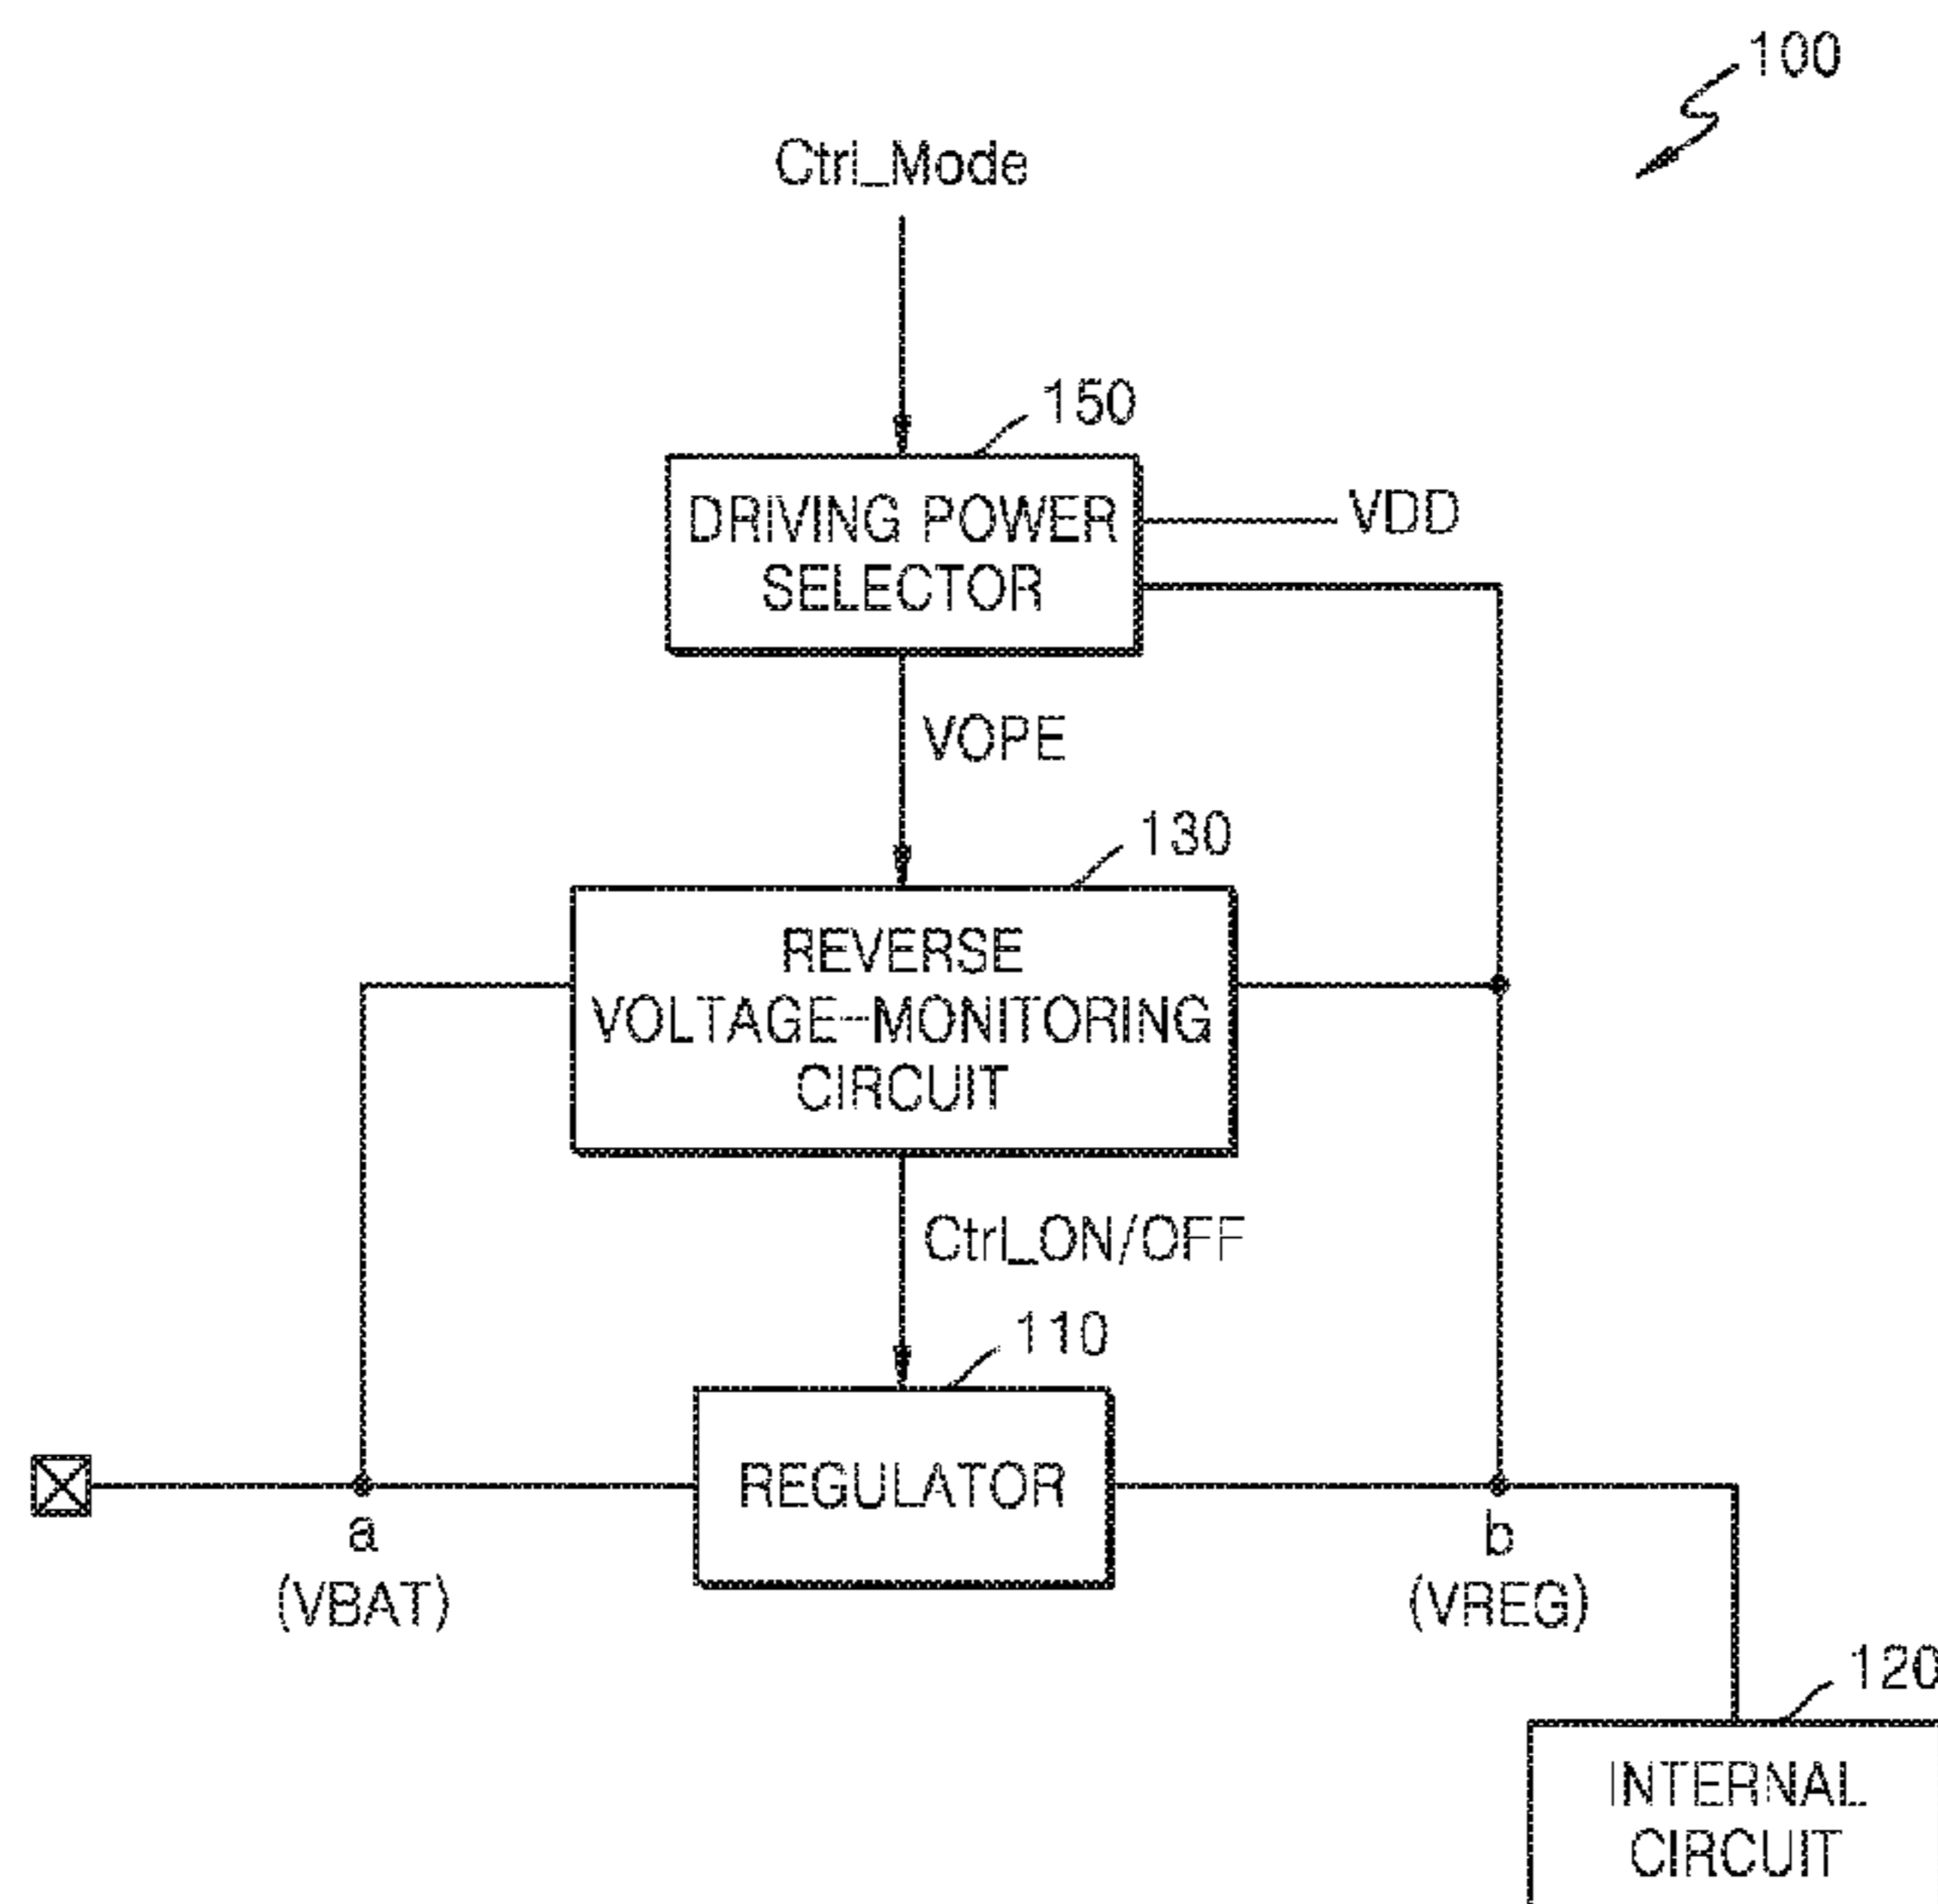 100
Ctrl_Mode
150
DRIVING POWER
SELECTOR
VDD
VOPE
130
REVERSE
VOLTAGE-MONITORING
CIRCUIT
Ctrl_ON/OFF
110
REGULATOR
a
(VBAT)
b
(VREG)
120
INTERNAL
CIRCUIT